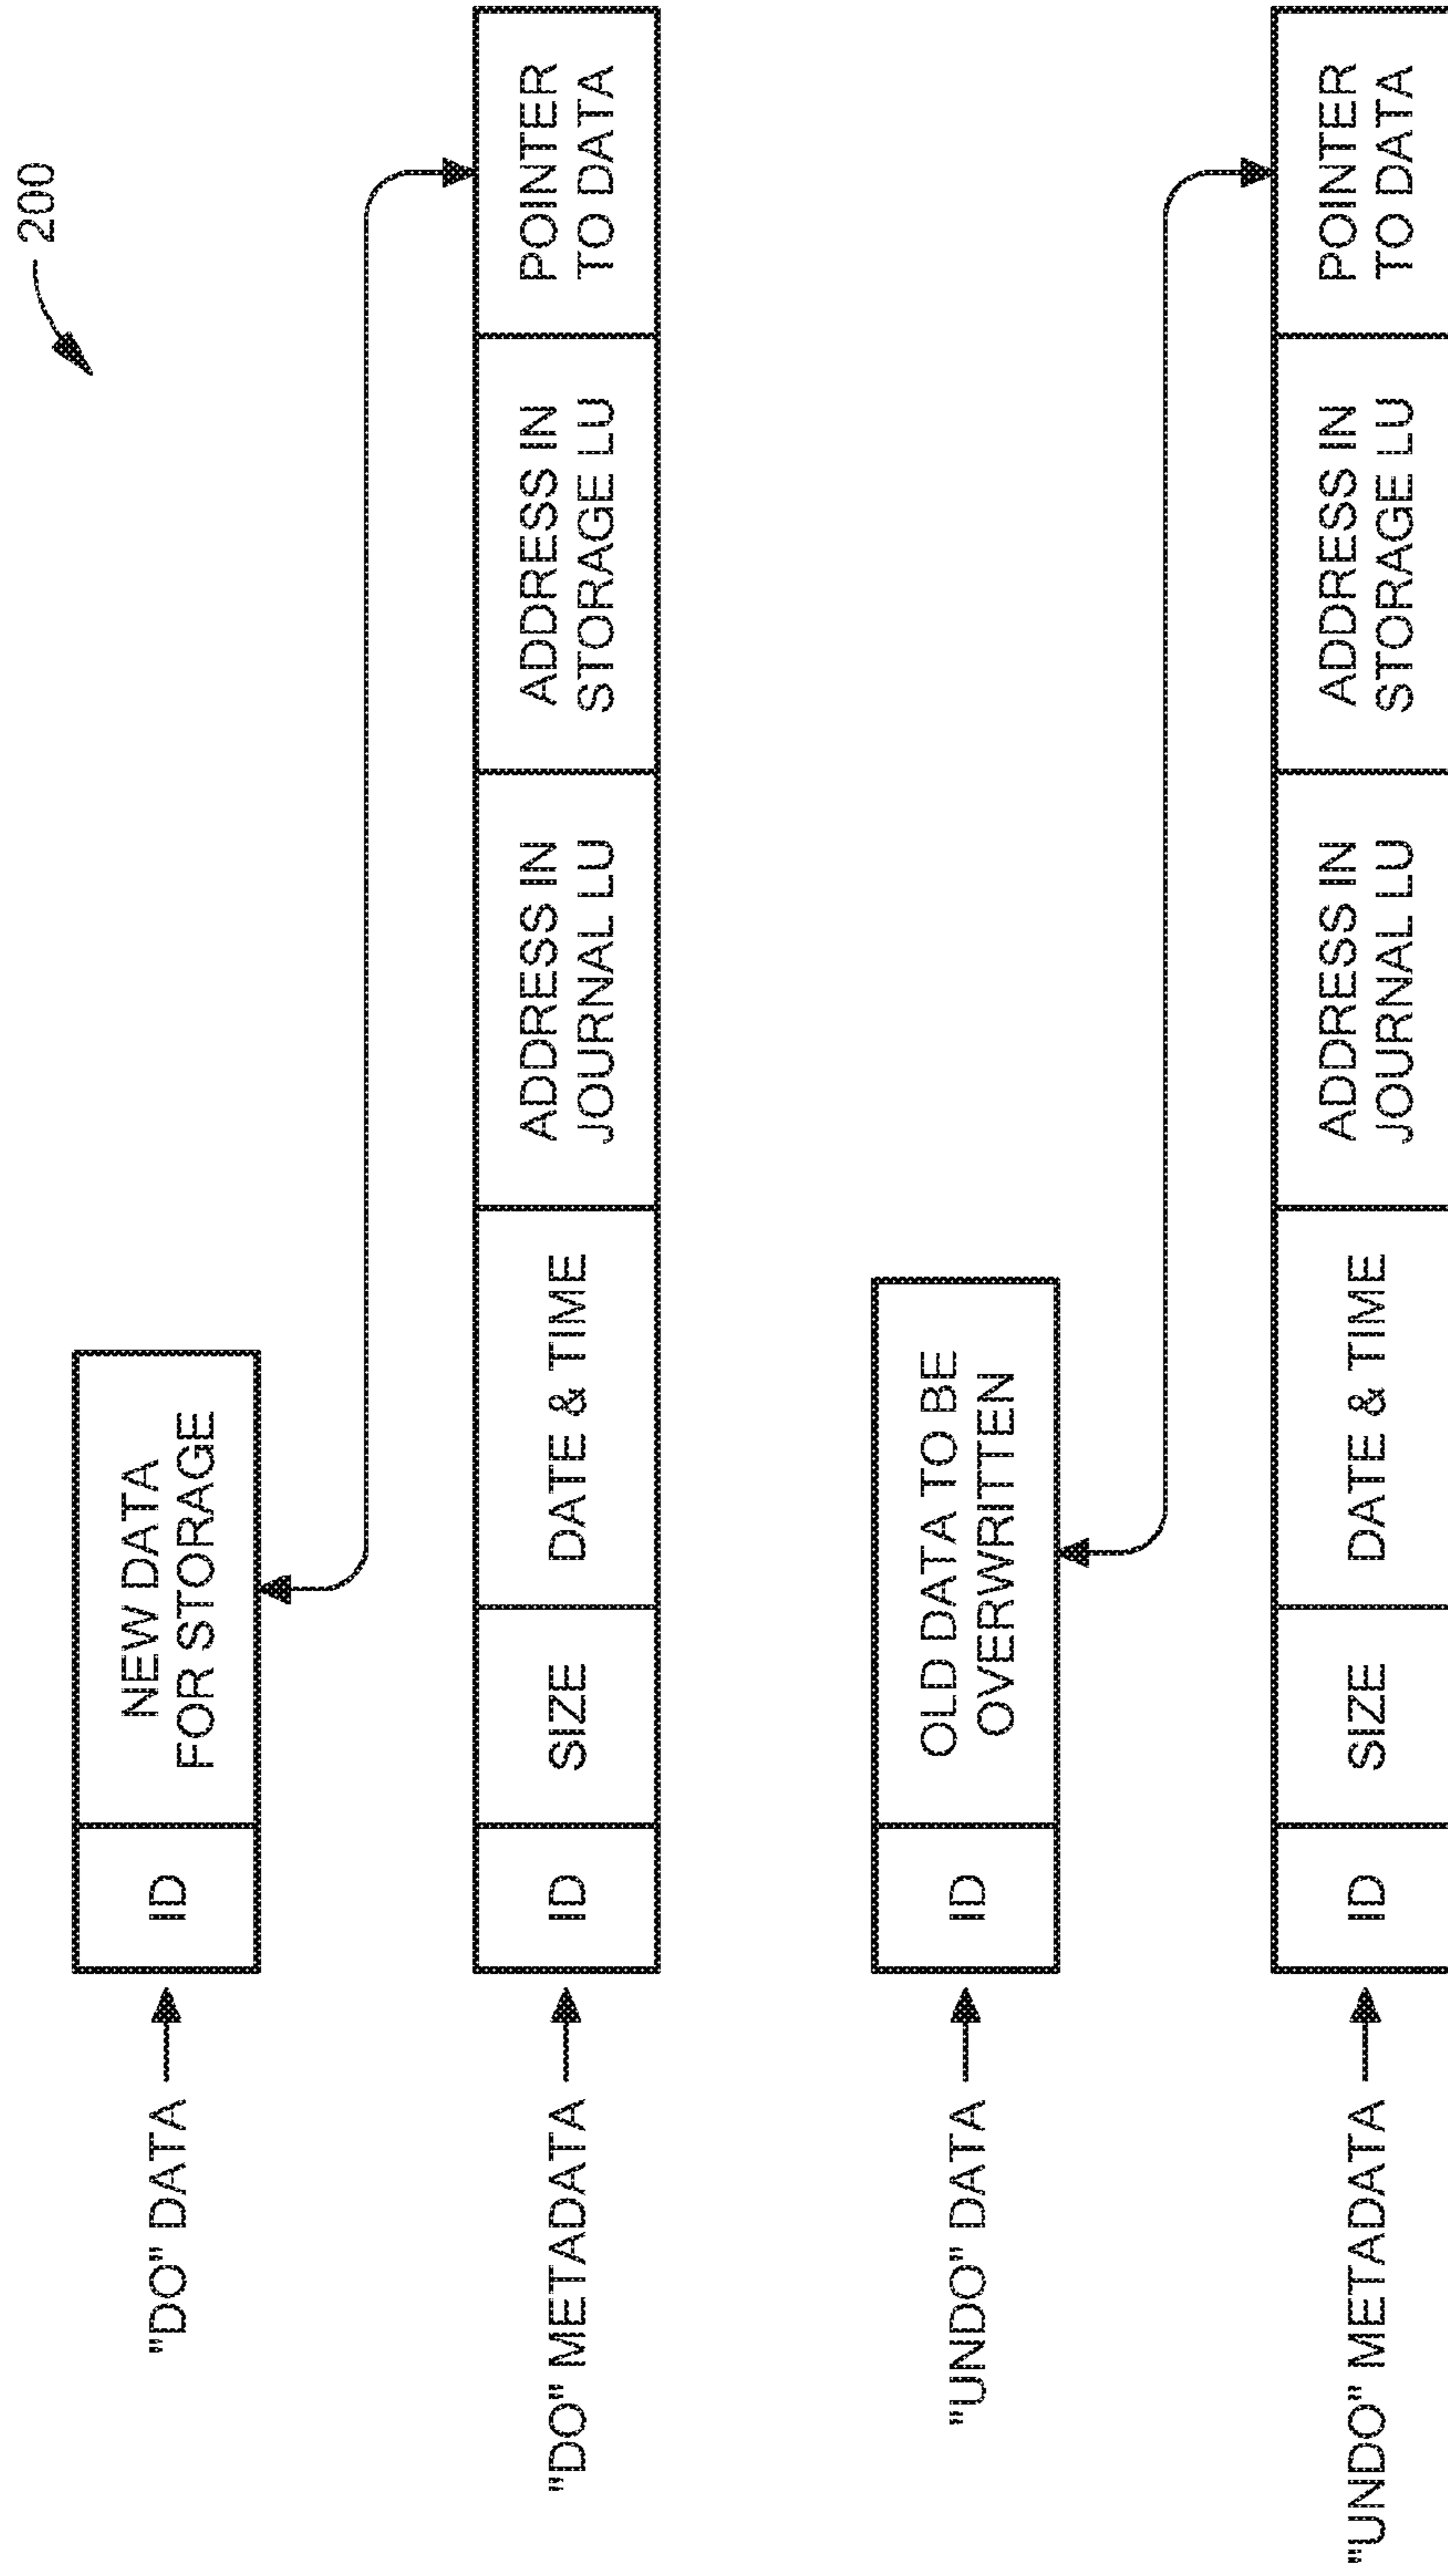 200
"DO" DATA
ID
NEW DATA
FOR STORAGE
"DO" METADATA
ID
SIZE
DATE & TIME
ADDRESS IN
JOURNAL LU
ADDRESS IN
STORAGE LU
POINTER
TO DATA
"UNDO" DATA
ID
OLD DATA TO BE
OVERWRITTEN
"UNDO" METADATA
ID
SIZE
DATE & TIME
ADDRESS IN
JOURNAL LU
ADDRESS IN
STORAGE LU
POINTER
TO DATA